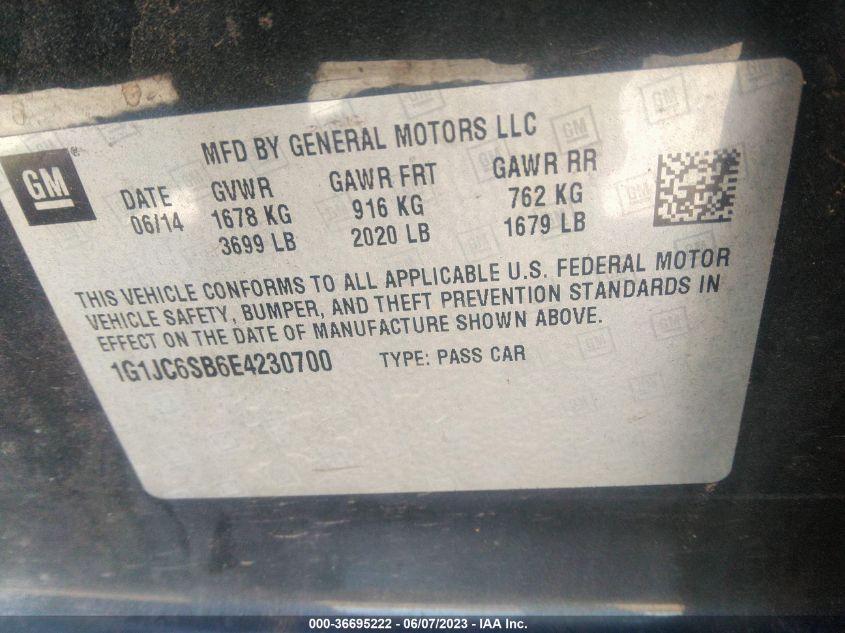 MFD BY GENERAL MOTORS LLC
GM®
DATE GVWR GAWR FRT GAWR RR
06/14 1678 KG 916 KG 762 KG
3699 LB 2020 LB 1679 LB
THIS VEHICLE CONFORMS TO ALL APPLICABLE U.S. FEDERAL MOTOR
VEHICLE SAFETY, BUMPER, AND THEFT PREVENTION STANDARDS IN
EFFECT ON THE DATE OF MANUFACTURE SHOWN ABOVE.
1G1JC6SB6E4230700 TYPE: PASS CAR
000-36695222 - 06/07/2023 - IAA Inc.